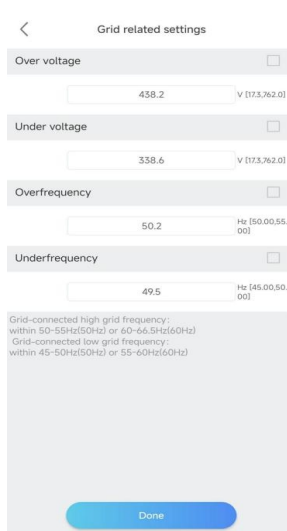 Grid related settings
Over voltage
438.2 V [17.3,762.0]
Under voltage
338.6 V [17.3,762.0]
Overfrequency
50.2 Hz [50.00,55.
00]
Underfrequency
49.5 Hz [45.00,50.
00]
Grid-connected high grid frequency:
within 50-55Hz(50Hz) or 60-66.5Hz(60Hz)
Grid-connected low grid frequency:
within 45-50Hz(50Hz) or 55-60Hz(60Hz)
Done